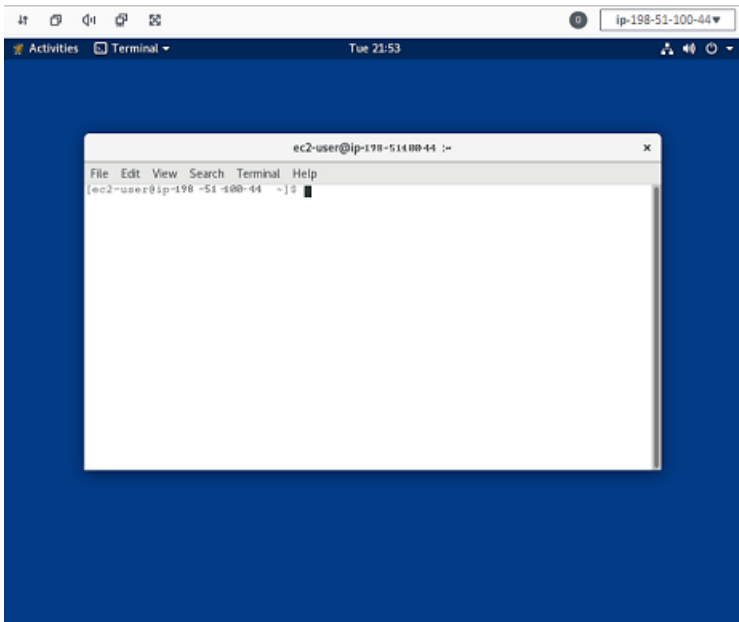 0 ip-198-51-100-44
Activities Terminal Tue 21:53
ec2-user@ip-198-51-100-44 :~
File Edit View Search Terminal Help
[ec2-user@ip-198-51-100-44 ~]$